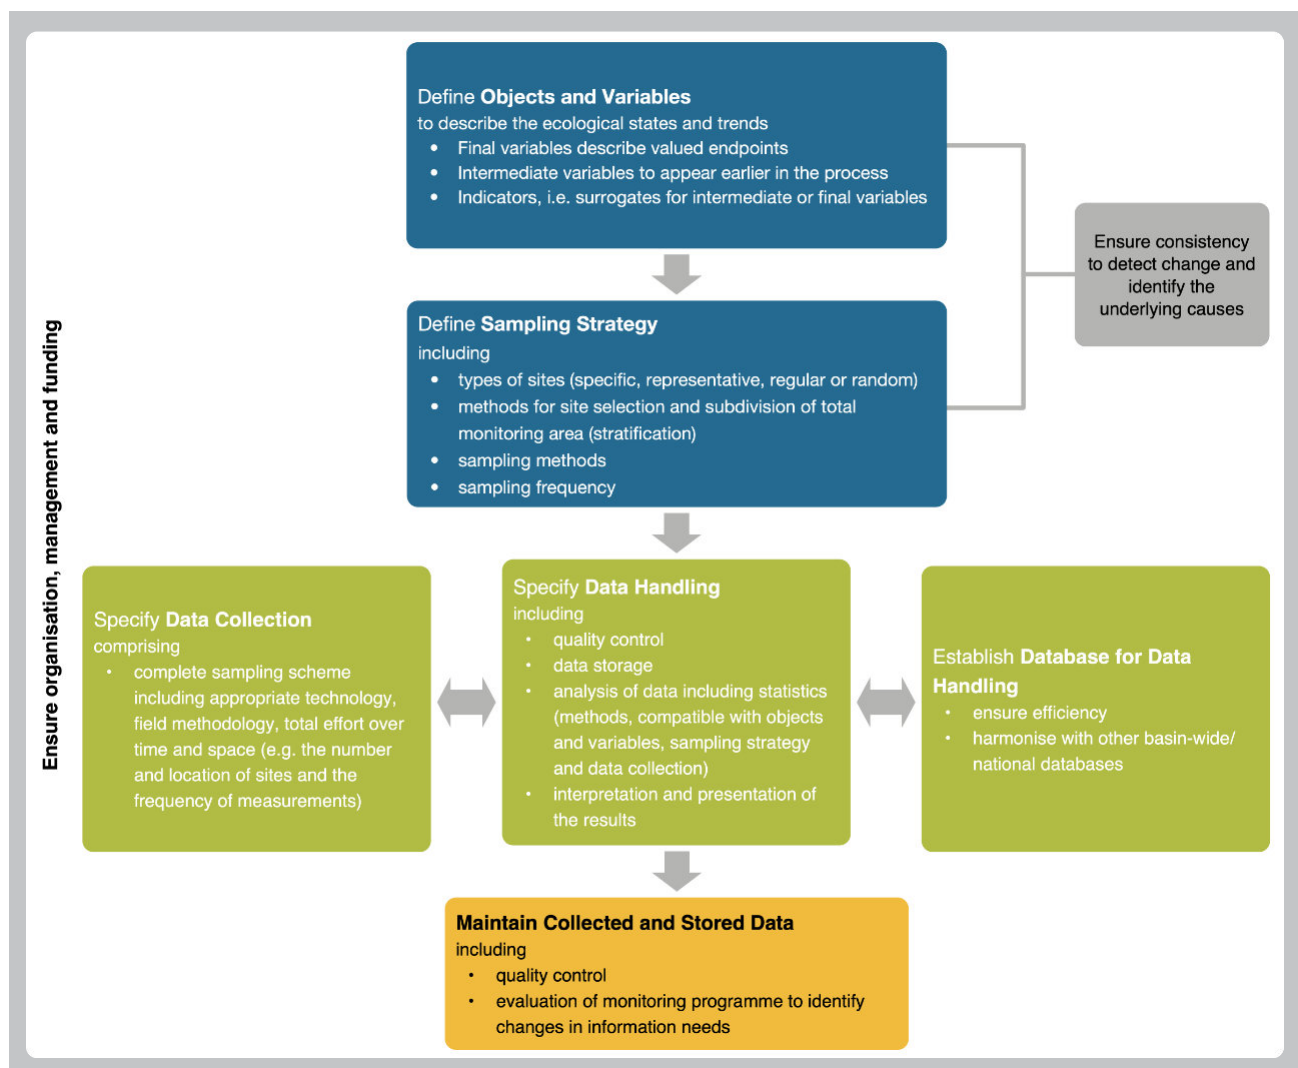 Define Objects and Variables
to describe the ecological states and trends
• Final variables describe valued endpoints
• Intermediate variables to appear earlier in the process
• Indicators, i.e. surrogates for intermediate or final variables
Ensure consistency
to detect change and
identify the
underlying causes
Define Sampling Strategy
including
• types of sites (specific, representative, regular or random)
• methods for site selection and subdivision of total
monitoring area (stratification)
• sampling methods
• sampling frequency
Ensure organisation, management and funding
Specify Data Collection
comprising
• complete sampling scheme
including appropriate technology,
field methodology, total effort over
time and space (e.g. the number
and location of sites and the
frequency of measurements)
Specify Data Handling
including
• quality control
• data storage
• analysis of data including statistics
(methods, compatible with objects
and variables, sampling strategy
and data collection)
• interpretation and presentation of
the results
Establish Database for Data
Handling
• ensure efficiency
• harmonise with other basin-wide/
national databases
Maintain Collected and Stored Data
including
• quality control
• evaluation of monitoring programme to identify
changes in information needs